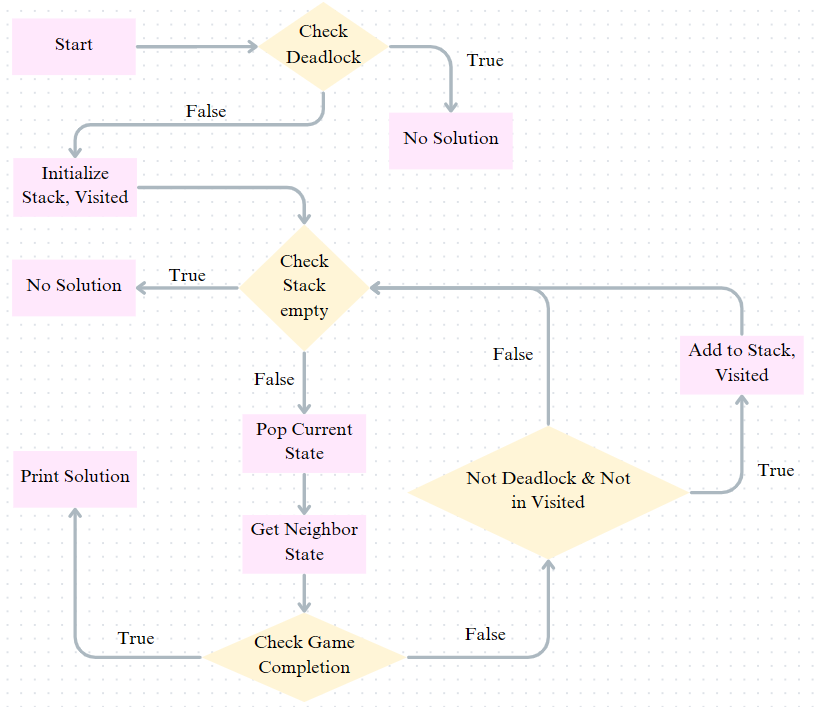 Start
Check
Deadlock
True
False
No Solution
Initialize
Stack, Visited
No Solution
True
Check
Stack
empty
False
False
Add to Stack,
Visited
Pop Current
State
Print Solution
Not Deadlock & Not
in Visited
True
Get Neighbor
State
True
Check Game
Completion
False